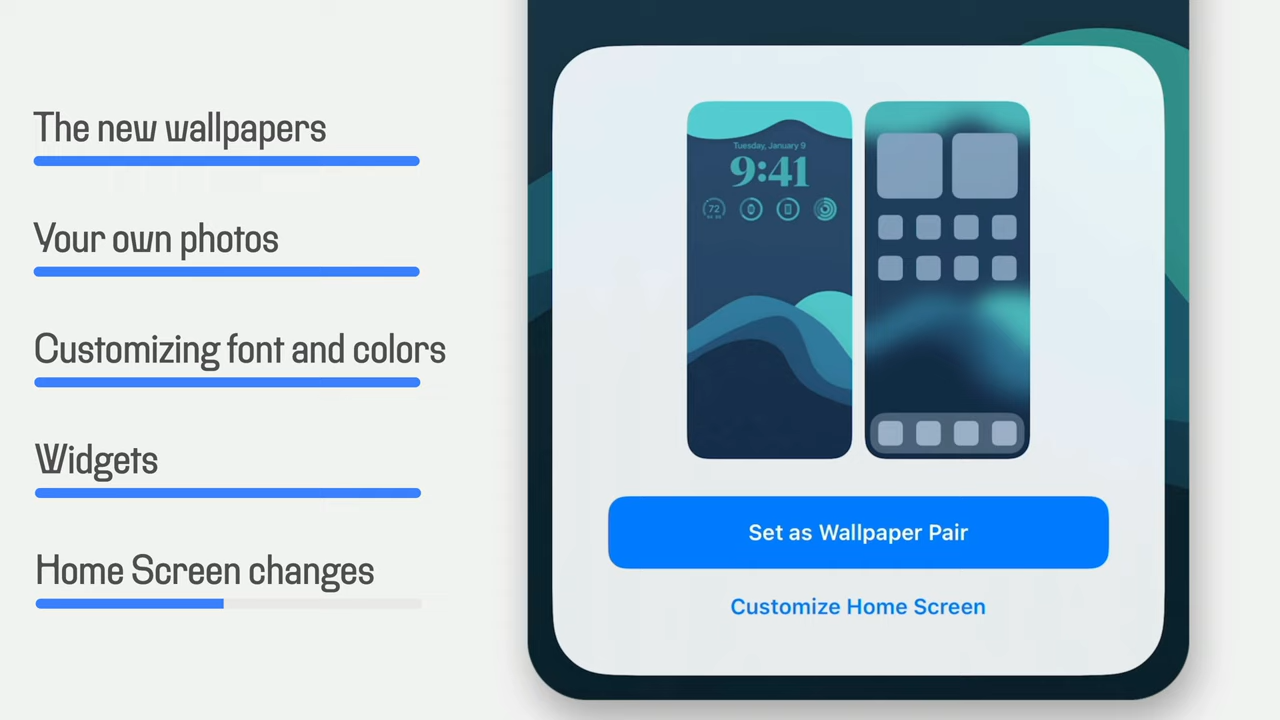 The new wallpapers
Your own photos
Customizing font and colors
Widgets
Home Screen changes
Tuesday, January 9
9:41
72
Set as Wallpaper Pair
Customize Home Screen